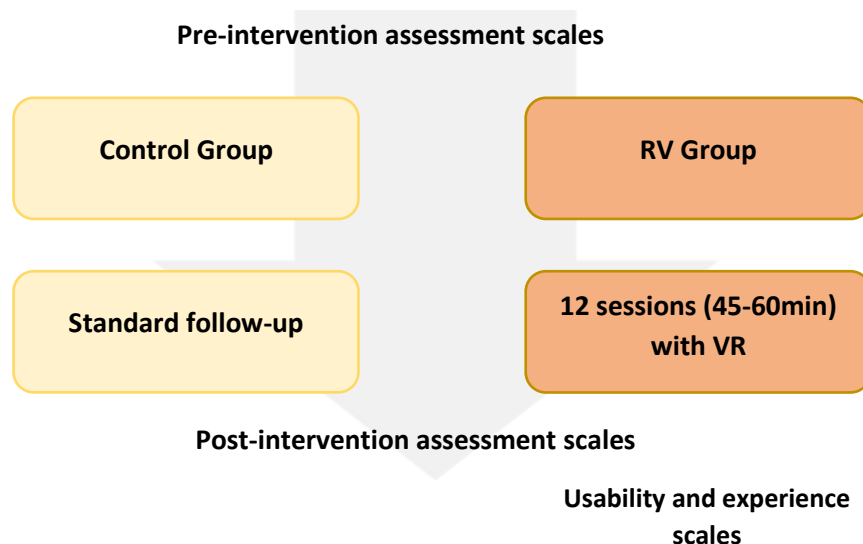 Pre-intervention assessment scales
Control Group
RV Group
Standard follow-up
12 sessions (45-60min)
with VR
Post-intervention assessment scales
Usability and experience
scales